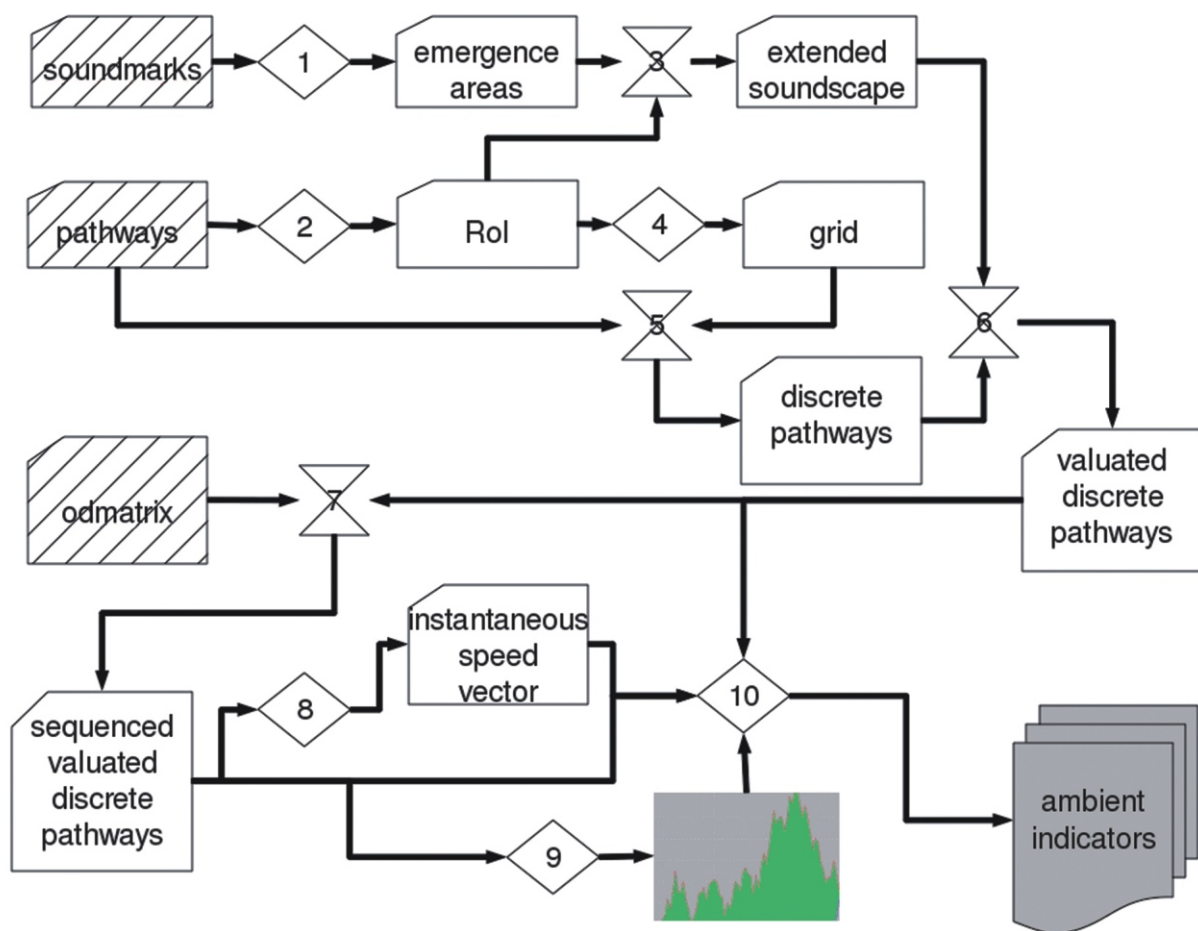 soundmarks
1
emergence
areas
3
extended
soundscape
pathways
2
RoI
4
grid
5
6
discrete
pathways
valuated
discrete
pathways
odmatrix
7
instantaneous
speed
vector
8
10
sequenced
valuated
discrete
pathways
9
ambient
indicators